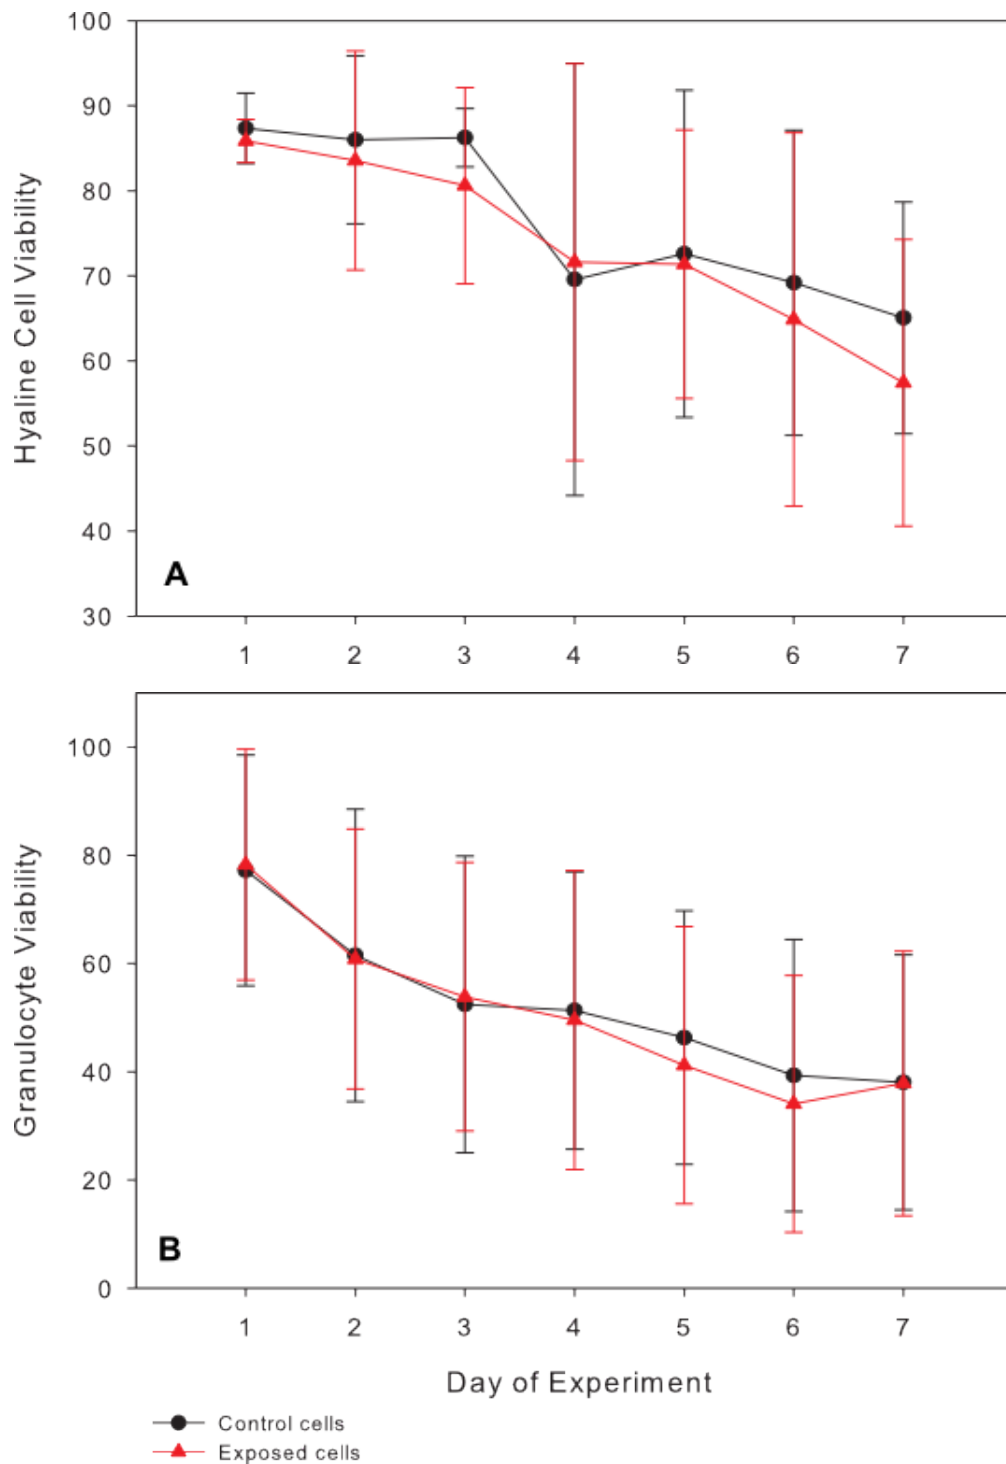 100
90
80
70
60
50
40
30
Hyaline Cell Viability
A
1 2 3 4 5 6 7
100
80
60
40
20
0
Granulocyte Viability
B
1 2 3 4 5 6 7
Day of Experiment
Control cells
Exposed cells